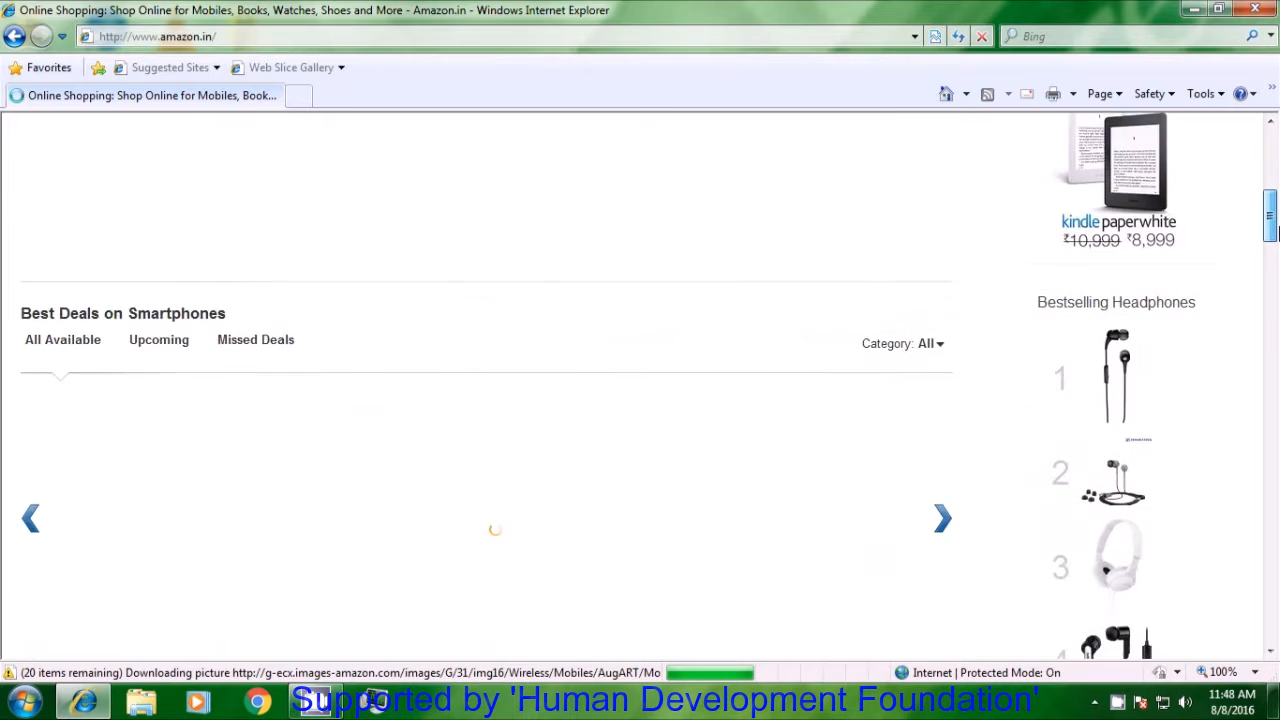 Online Shopping: Shop Online for Mobiles, Books, Watches, Shoes and More - Amazon.in - Windows Internet Explorer
http://www.amazon.in/
Bing
Favorites
Suggested Sites
Web Slice Gallery
Online Shopping: Shop Online for Mobiles, Book...
Page
Safety
Tools
kindle paperwhite
₹10,999 ₹8,999
Best Deals on Smartphones
All Available
Upcoming
Missed Deals
Category: All
Bestselling Headphones
1
2
3
(20 items remaining) Downloading picture http://g-ecx.images-amazon.com/images/G/31/img16/Wireless/Mobiles/AugART/Mo
Internet | Protected Mode: On
100%
Supported by 'Human Development Foundation'
11:48 AM
8/8/2016